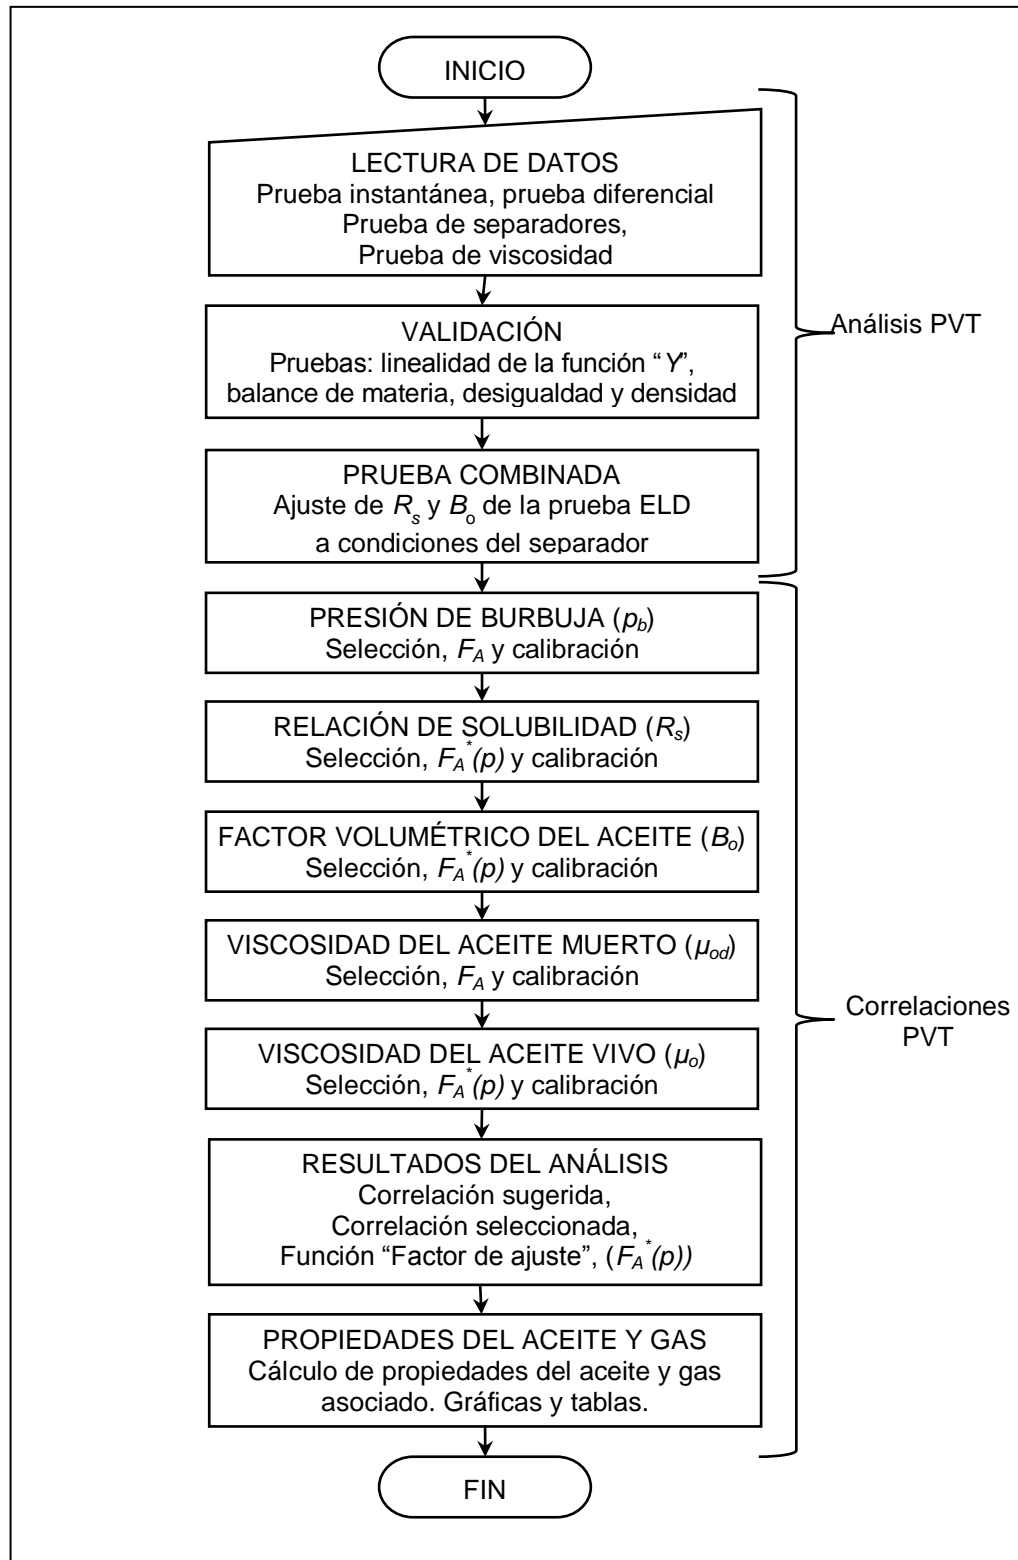 INICIO
LECTURA DE DATOS
Prueba instantánea, prueba diferencial
Prueba de separadores,
Prueba de viscosidad
VALIDACIÓN
Pruebas: linealidad de la función “Y”,
balance de materia, desigualdad y densidad
Análisis PVT
PRUEBA COMBINADA
Ajuste de Rs y Bo de la prueba ELD
a condiciones del separador
PRESIÓN DE BURBUJA (pb)
Selección, FA y calibración
RELACIÓN DE SOLUBILIDAD (Rs)
Selección, FA*(p) y calibración
FACTOR VOLUMÉTRICO DEL ACEITE (Bo)
Selección, FA*(p) y calibración
VISCOSIDAD DEL ACEITE MUERTO (μod)
Selección, FA y calibración
VISCOSIDAD DEL ACEITE VIVO (μo)
Selección, FA*(p) y calibración
Correlaciones
PVT
RESULTADOS DEL ANÁLISIS
Correlación sugerida,
Correlación seleccionada,
Función “Factor de ajuste”, (FA*(p))
PROPIEDADES DEL ACEITE Y GAS
Cálculo de propiedades del aceite y gas
asociado. Gráficas y tablas.
FIN